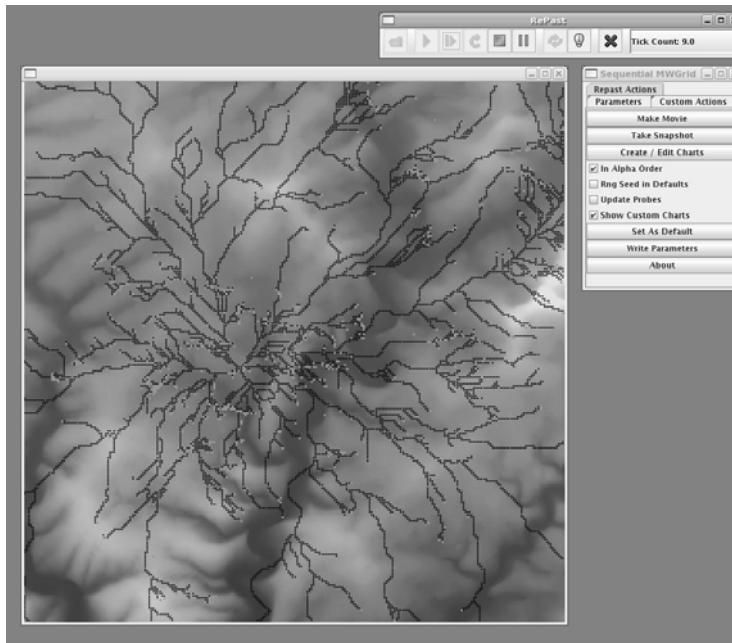 RePast
Tick Count: 9.0
Sequential MWGrid
Repast Actions
Parameters Custom Actions
Make Movie
Take Snapshot
Create / Edit Charts
In Alpha Order
Rng Seed in Defaults
Update Probes
Show Custom Charts
Set As Default
Write Parameters
About